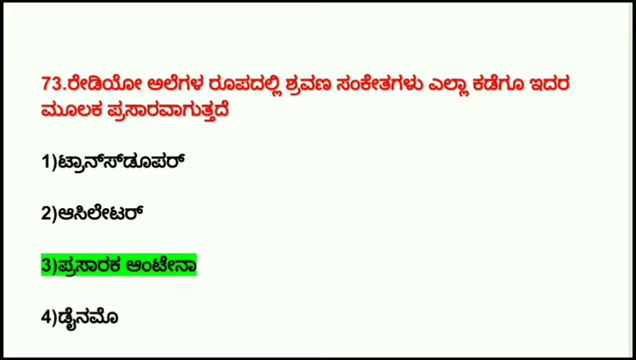 73.ರೇಡಿಯೋ ಅಲೆಗಳ ರೂಪದಲ್ಲಿ ಶ್ರವಣ ಸಂಕೇತಗಳು ಎಲ್ಲಾ ಕಡೆಗೂ ಇದರ
ಮೂಲಕ ಪ್ರಸಾರವಾಗುತ್ತದೆ
1)ಟ್ರಾನ್ಸ್‌ಡೂಪರ್
2)ಆಸಿಲೇಟರ್
3)ಪ್ರಸಾರಕ ಆಂಟೇನಾ
4)ಡೈನಮೊ